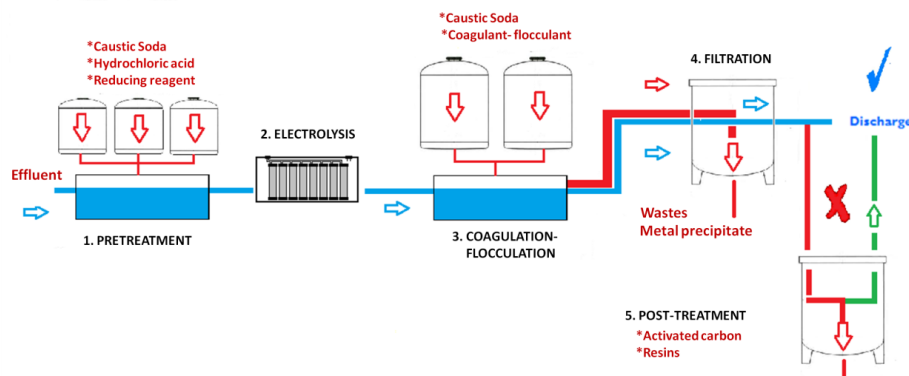 *Caustic Soda
*Hydrochloric acid
*Reducing reagent
*Caustic Soda
*Coagulant- flocculant
4. FILTRATION
2. ELECTROLYSIS
Discharge
Effluent
1. PRETREATMENT
3. COAGULATION-
FLOCCULATION
Wastes
Metal precipitate
5. POST-TREATMENT
*Activated carbon
*Resins